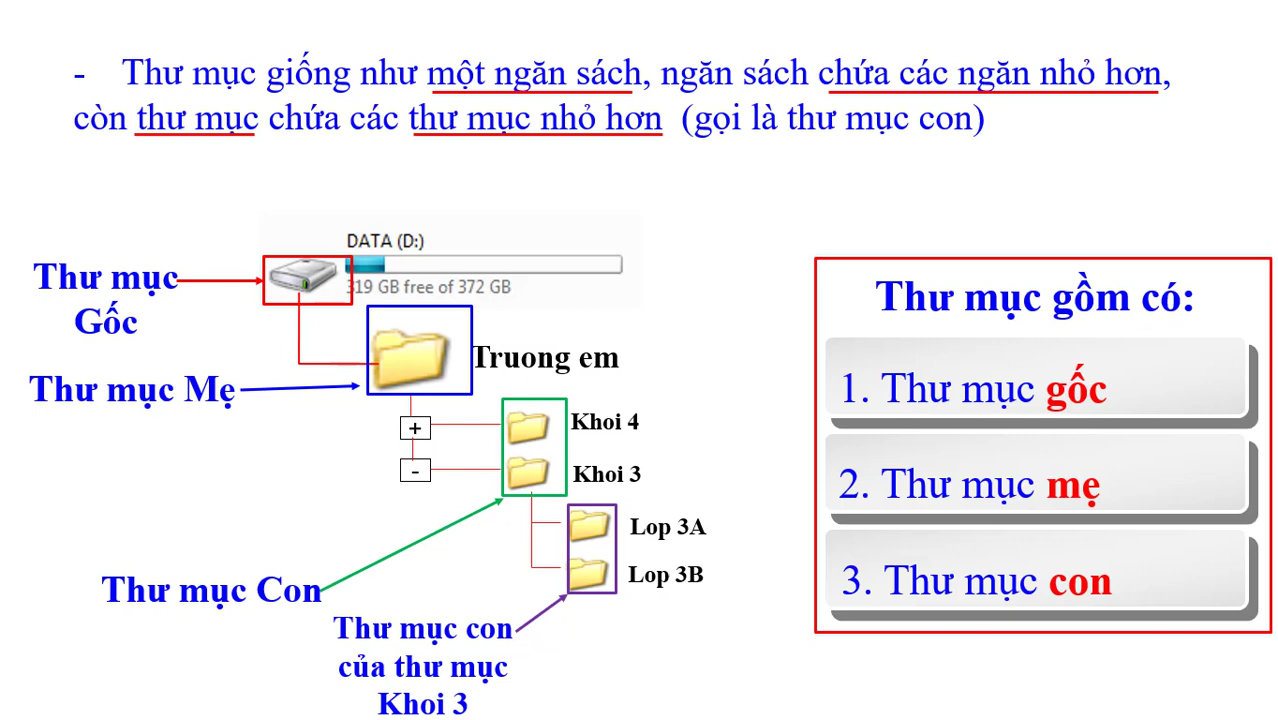 - Thư mục giống như một ngăn sách, ngăn sách chứa các ngăn nhỏ hơn,
còn thư mục chứa các thư mục nhỏ hơn (gọi là thư mục con)
DATA (D:)
319 GB free of 372 GB
Thư mục
Gốc
Thư mục Mẹ
Truong em
+
Khoi 4
-
Khoi 3
Lop 3A
Lop 3B
Thư mục Con
Thư mục con
của thư mục
Khoi 3
Thư mục gồm có:
1. Thư mục gốc
2. Thư mục mẹ
3. Thư mục con